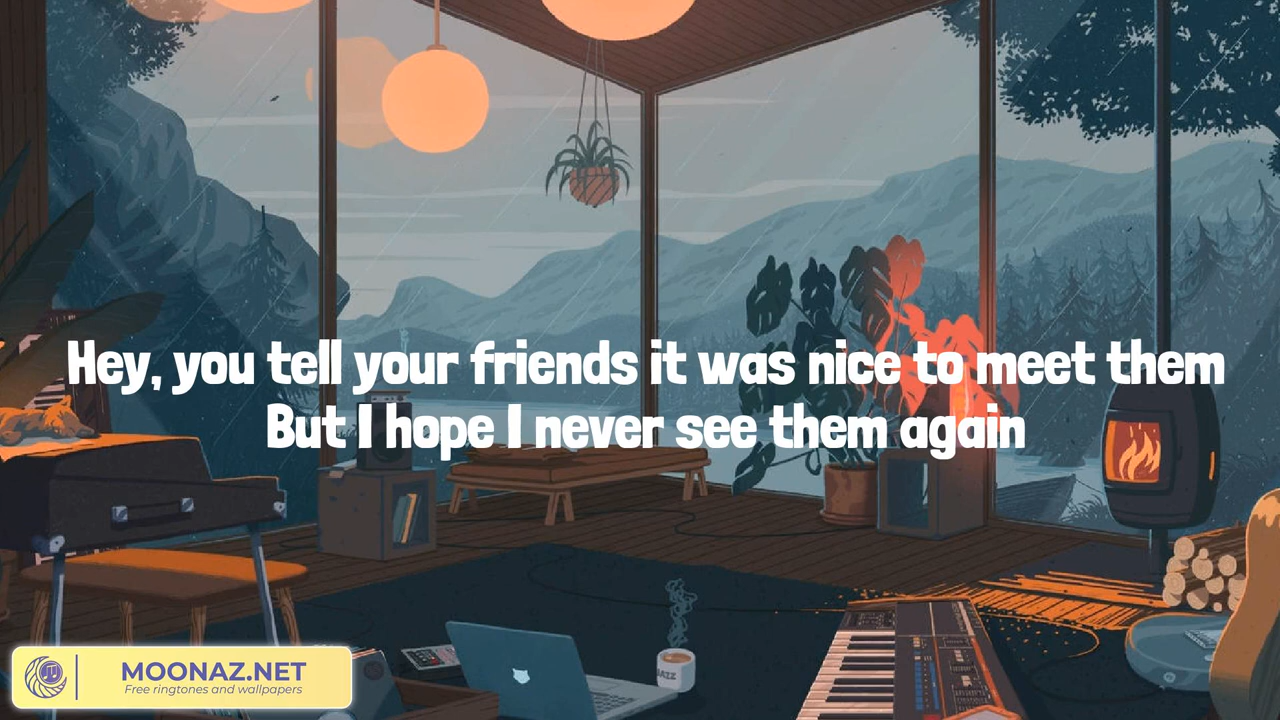 Hey, you tell your friends it was nice to meet them
But I hope I never see them again
MOONAZ.NET
Free ringtones and wallpapers